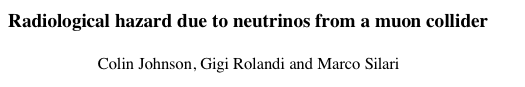 Radiological hazard due to neutrinos from a muon collider
Colin Johnson, Gigi Rolandi and Marco Silari